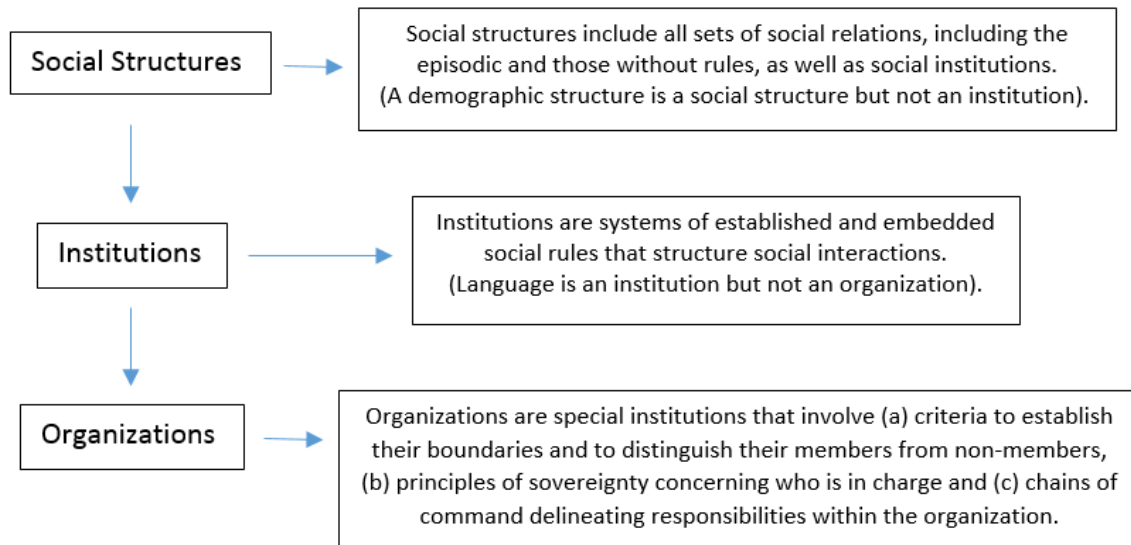 Social Structures
Social structures include all sets of social relations, including the
episodic and those without rules, as well as social institutions.
(A demographic structure is a social structure but not an institution).
Institutions
Institutions are systems of established and embedded
social rules that structure social interactions.
(Language is an institution but not an organization).
Organizations
Organizations are special institutions that involve (a) criteria to establish
their boundaries and to distinguish their members from non-members,
(b) principles of sovereignty concerning who is in charge and (c) chains of
command delineating responsibilities within the organization.